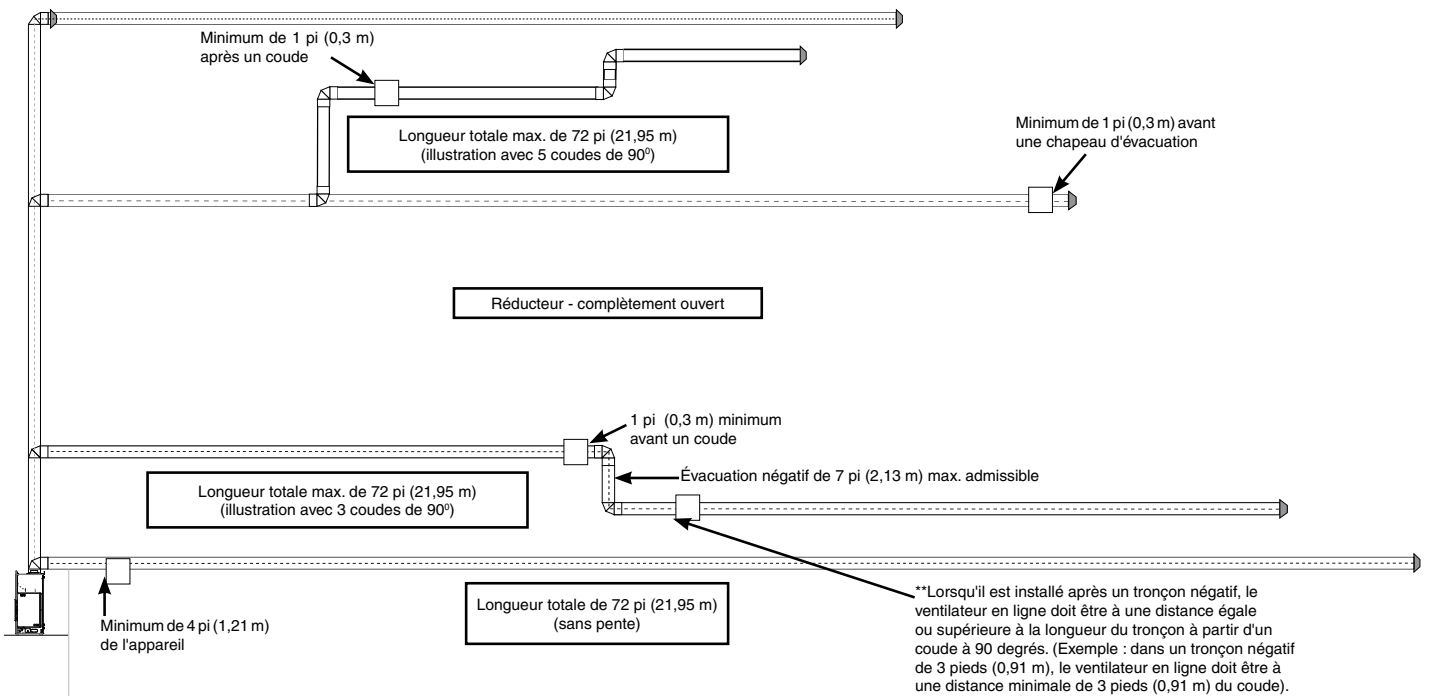 Minimum de 1 pi (0,3 m)
après un coude
Longueur totale max. de 72 pi (21,95 m)
(illustration avec 5 coudes de 90⁰)
Minimum de 1 pi (0,3 m) avant
une chapeau d'évacuation
Réducteur - complètement ouvert
1 pi (0,3 m) minimum
avant un coude
Évacuation négatif de 7 pi (2,13 m) max. admissible
Longueur totale max. de 72 pi (21,95 m)
(illustration avec 3 coudes de 90⁰)
Minimum de 4 pi (1,21 m)
de l'appareil
Longueur totale de 72 pi (21,95 m)
(sans pente)
**Lorsqu'il est installé après un tronçon négatif, le
ventilateur en ligne doit être à une distance égale
ou supérieure à la longueur du tronçon à partir d'un
coude à 90 degrés. (Exemple : dans un tronçon négatif
de 3 pieds (0,91 m), le ventilateur en ligne doit être à
une distance minimale de 3 pieds (0,91 m) du coude).